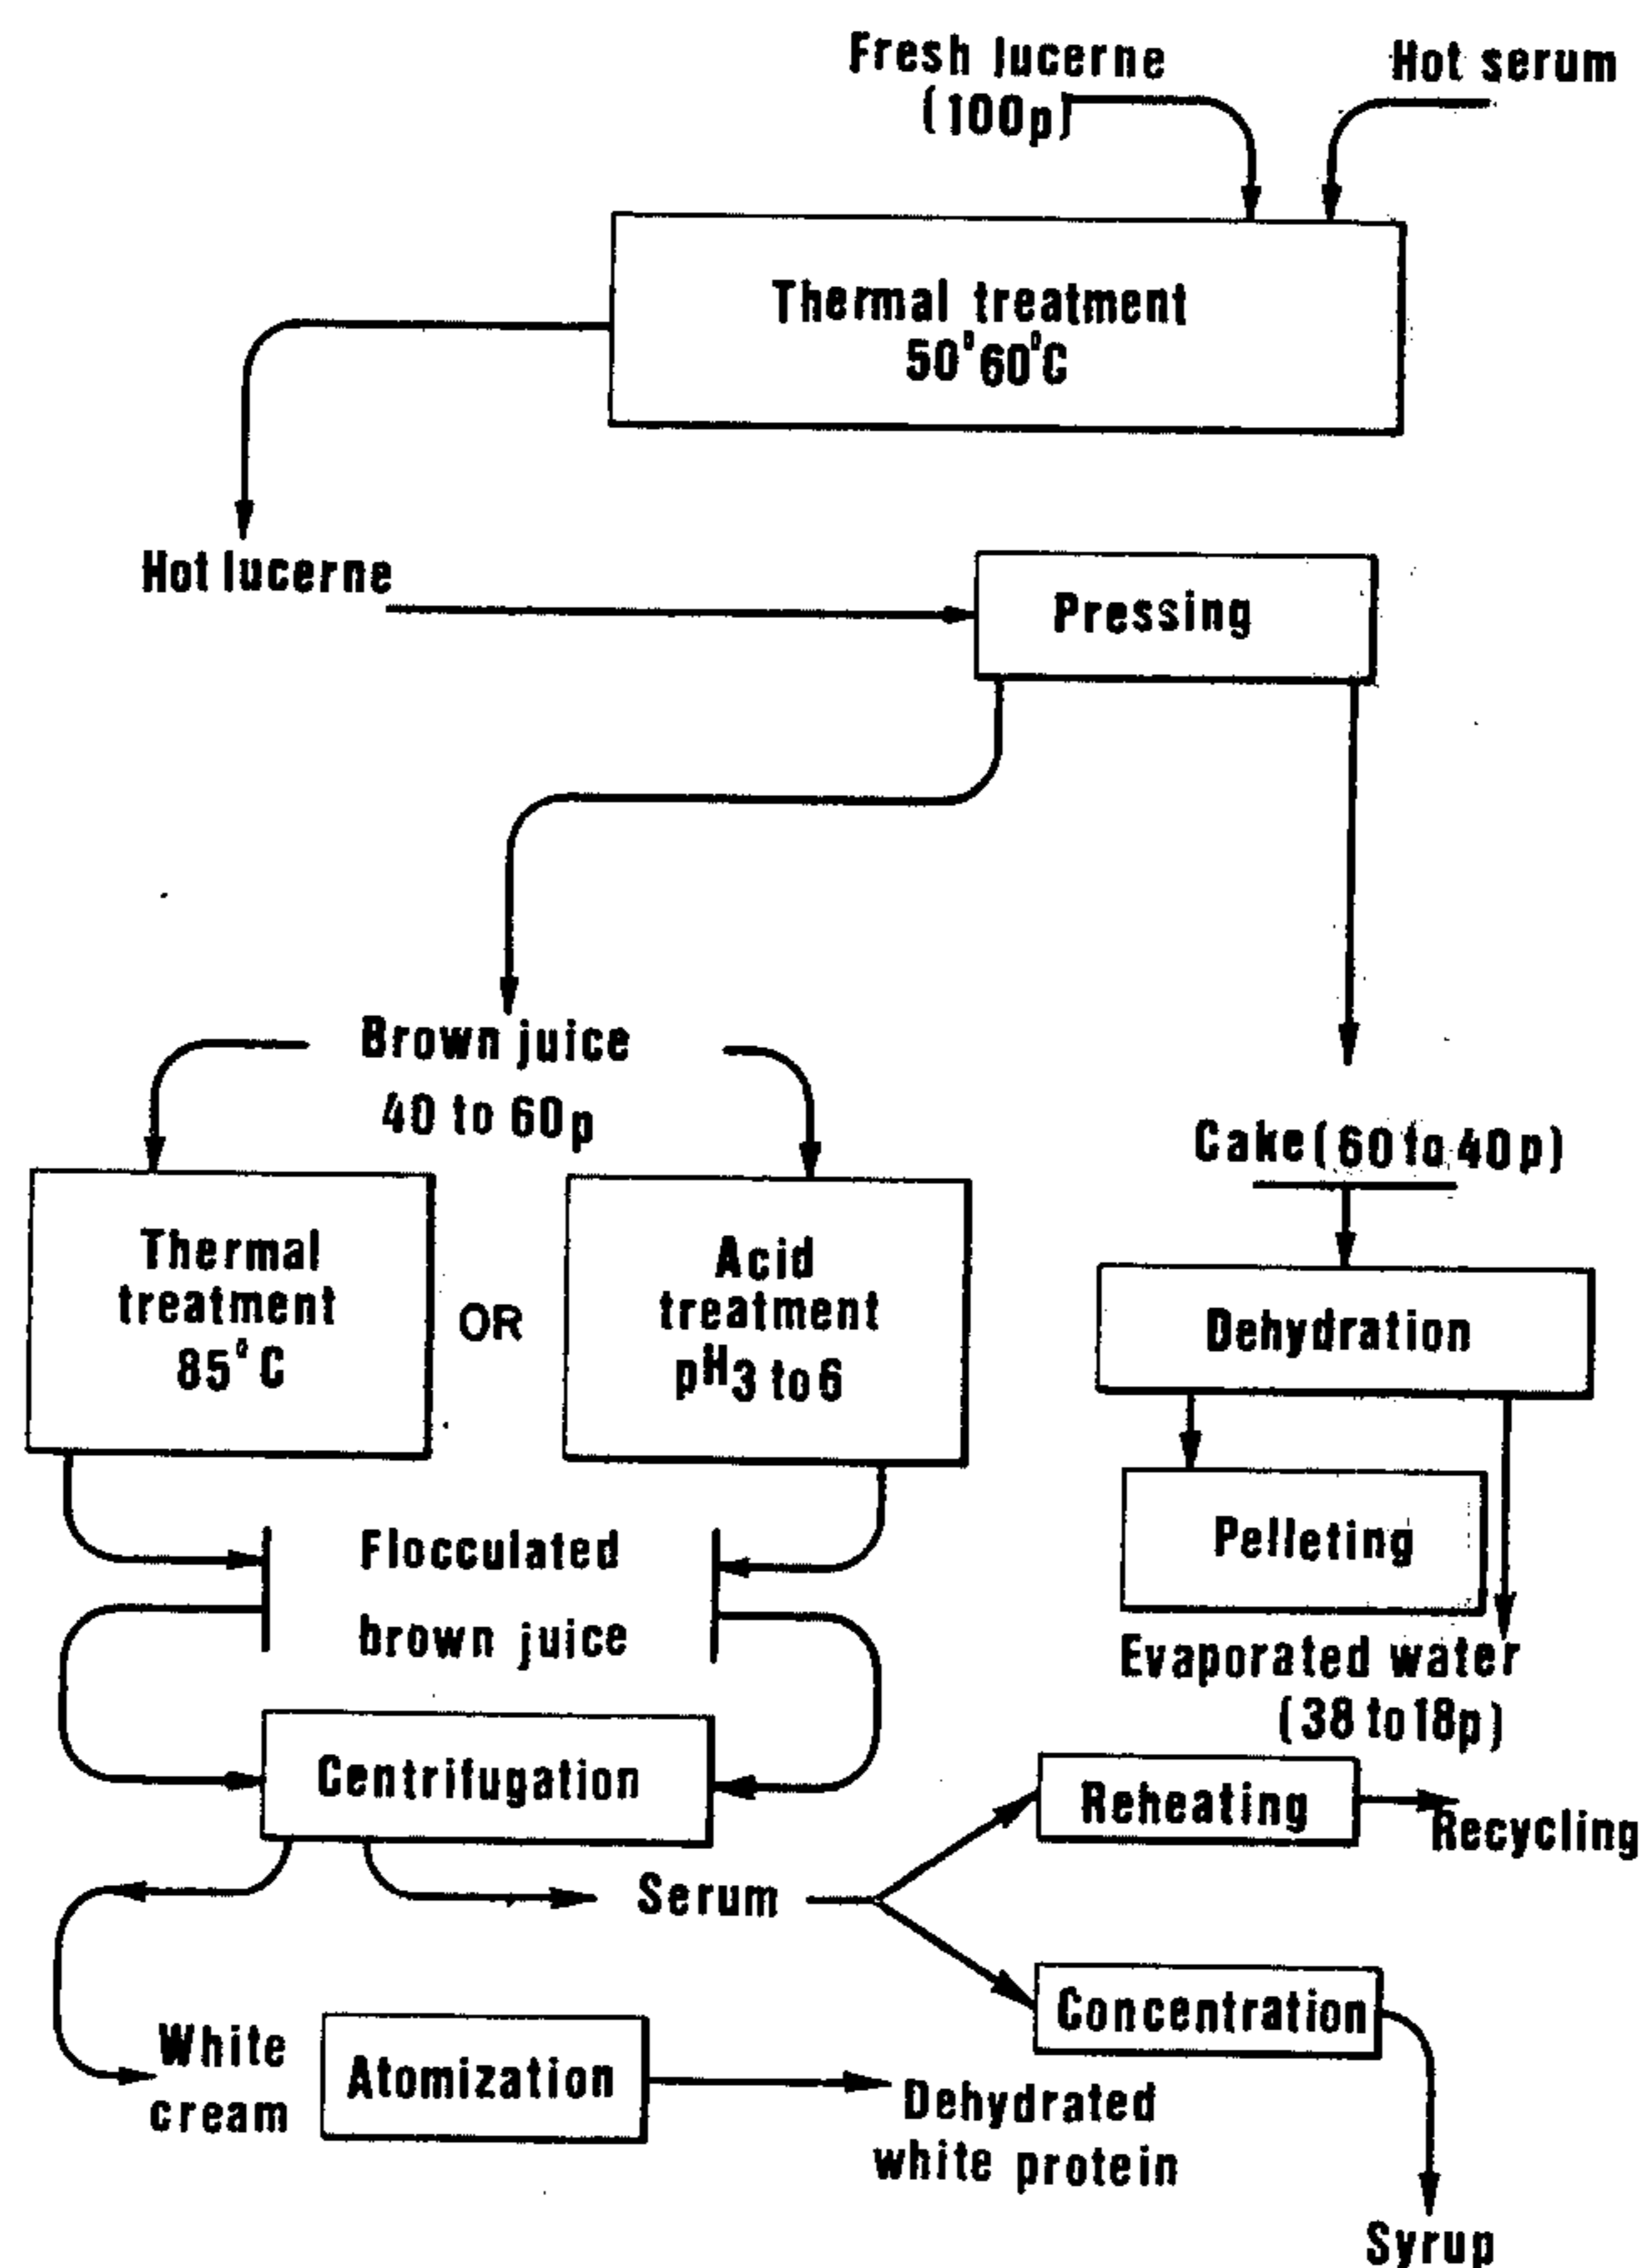 Fresh lucerne
(100p)
Hot serum
Thermal treatment
50°60°C
Hot lucerne
Pressing
Brown juice
40 to 60p
Cake (60 to 40p)
Thermal
treatment
85°C
OR
Acid
treatment
pH3 to 6
Dehydration
Pelleting
Flocculated
brown juice
Evaporated water
(38 to 18p)
Centrifugation
Reheating
Recycling
Serum
Concentration
White
cream
Atomization
Dehydrated
white protein
Syrup